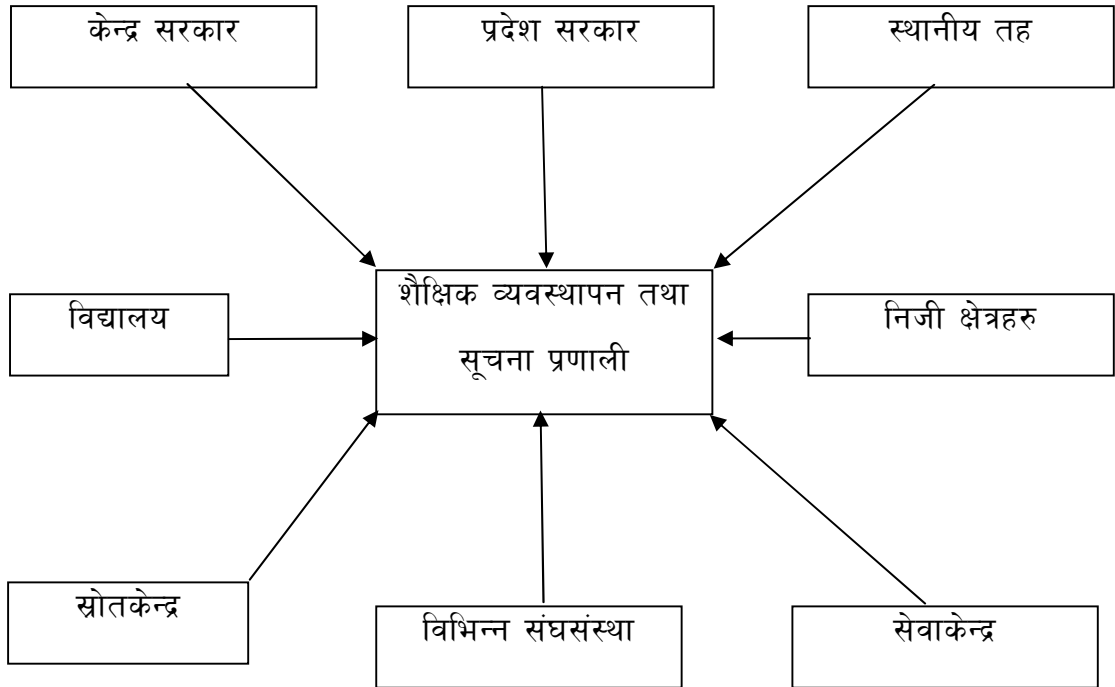 केन्द्र सरकार
प्रदेश सरकार
स्थानीय तह
शैक्षिक व्यवस्थापन तथा
सूचना प्रणाली
विद्यालय
निजी क्षेत्रहरु
स्रोतकेन्द्र
विभिन्न संघसंस्था
सेवाकेन्द्र